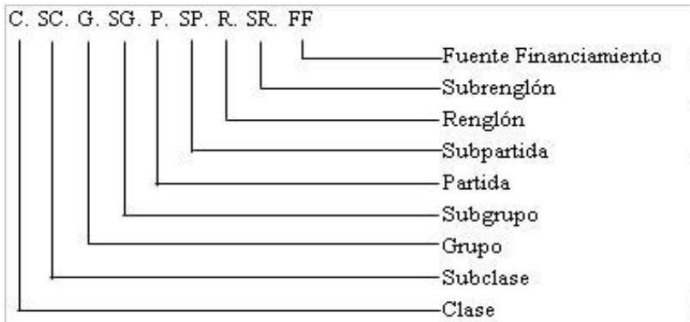 C. SC. G. SG. P. SP. R. SR. FF
Fuente Financiamiento
Subrenglón
Renglón
Subpartida
Partida
Subgrupo
Grupo
Subclase
Clase